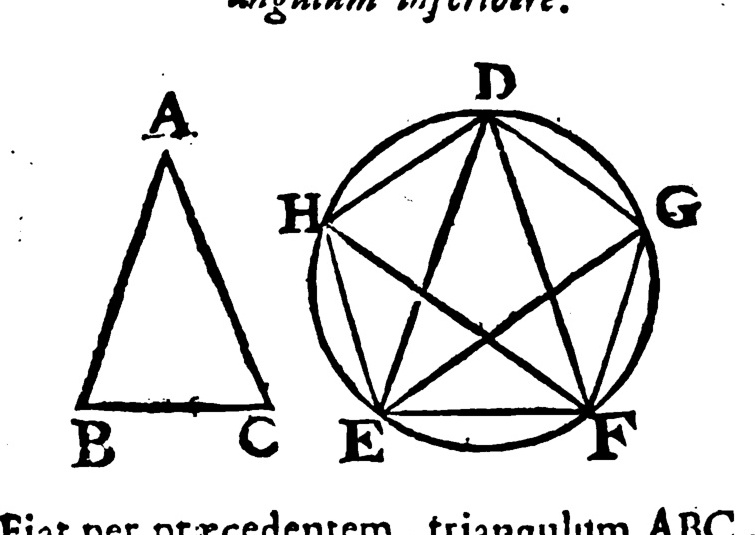 angulum inscribere.
D
A
H G
B C E F
Fiat per præcedentem triangulum ABC